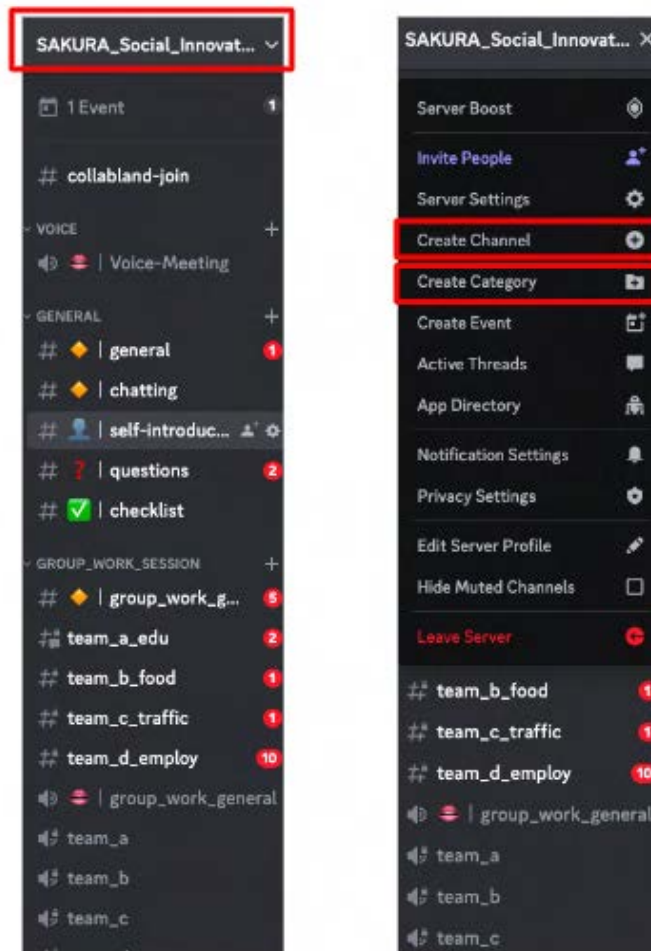 SAKURA_Social_Innovat...
1 Event
1
collabland-join
VOICE
| Voice-Meeting
GENERAL
| general
1
| chatting
| self-introduc...
| questions
2
| checklist
GROUP_WORK_SESSION
| group_work_g...
5
team_a_edu
2
team_b_food
1
team_c_traffic
1
team_d_employ
10
| group_work_general
team_a
team_b
team_c
SAKURA_Social_Innovat...
Server Boost
Invite People
Server Settings
Create Channel
Create Category
Create Event
Active Threads
App Directory
Notification Settings
Privacy Settings
Edit Server Profile
Hide Muted Channels
Leave Server
team_b_food
1
team_c_traffic
1
team_d_employ
10
| group_work_general
team_a
team_b
team_c